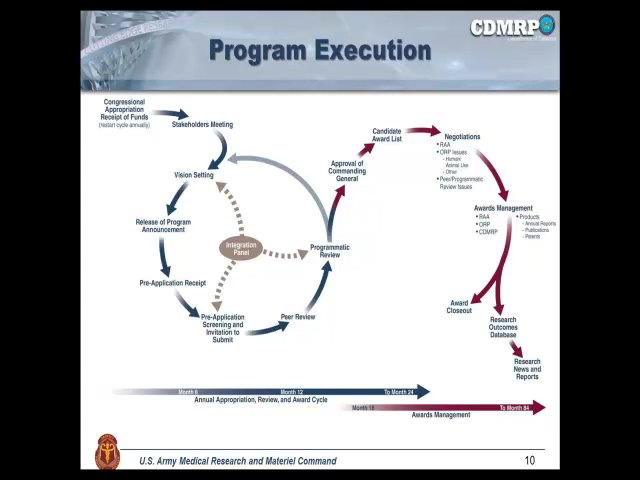 CDMRP
Department of Defense
Program Execution
Congressional
Appropriation
Receipt of Funds
(restart cycle annually)
Stakeholders Meeting
Vision Setting
Release of Program
Announcement
Pre-Application Receipt
Pre-Application
Screening and
Invitation to
Submit
Peer Review
Integration
Panel
Programmatic
Review
Approval of
Commanding
General
Candidate
Award List
Negotiations
• RAA
• ORP Issues
- Human
Animal Use
- Other
• Peer/Programmatic
Review Issues
Awards Management
• RAA
• ORP
• CDMRP
• Products
- Annual Reports
- Publications
- Patents
Award
Closeout
Research
Outcomes
Database
Research
News and
Reports
Month 6
Month 12
To Month 24
Annual Appropriation, Review, and Award Cycle
Month 18
To Month 84
Awards Management
U.S. Army Medical Research and Materiel Command
10